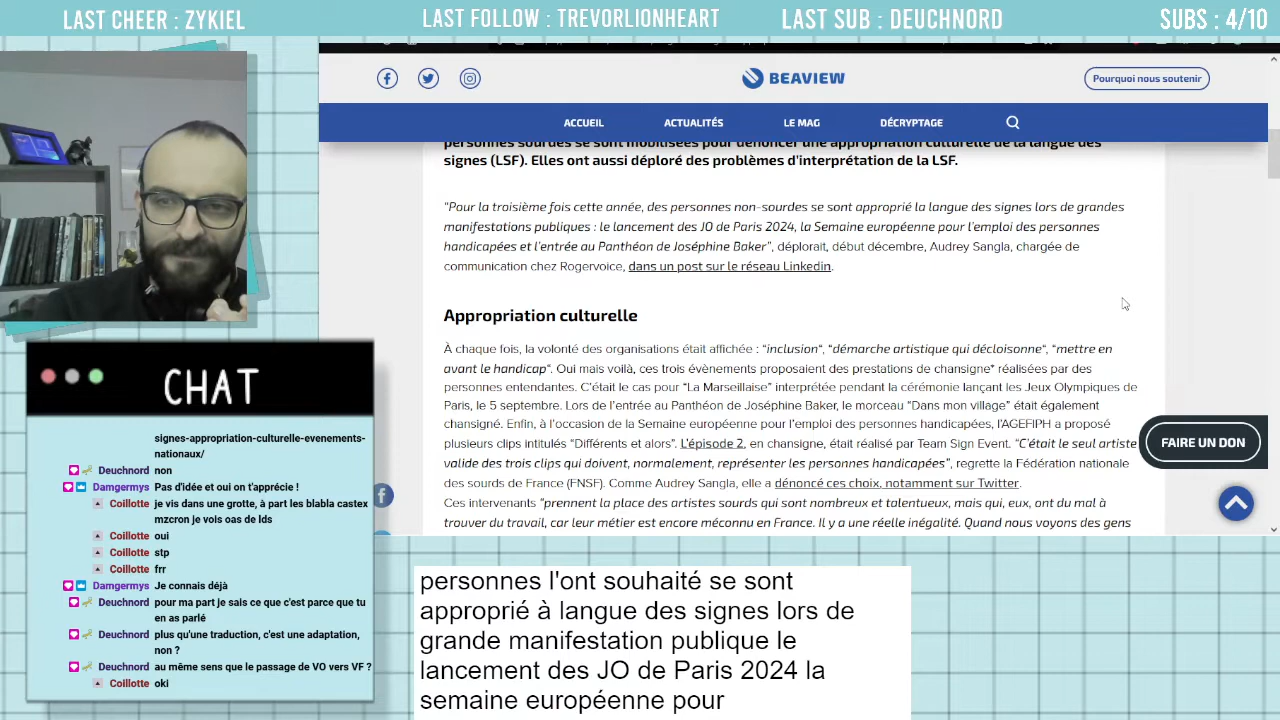 LAST CHEER : ZYKIEL
LAST FOLLOW : TREVORLIONHEART
LAST SUB : DEUCHNORD
SUBS : 4/10
BEAVIEW
Pourquoi nous soutenir
ACCUEIL
ACTUALITÉS
LE MAG
DÉCRYPTAGE
personnes sourdes se sont mobilisées pour dénoncer une appropriation culturelle de la langue des
signes (LSF). Elles ont aussi déploré des problèmes d'interprétation de la LSF.
"Pour la troisième fois cette année, des personnes non-sourdes se sont approprié la langue des signes lors de grandes
manifestations publiques : le lancement des JO de Paris 2024, la Semaine européenne pour l'emploi des personnes
handicapées et l'entrée au Panthéon de Joséphine Baker", déplorait, début décembre, Audrey Sangla, chargée de
communication chez Rogervoice, dans un post sur le réseau Linkedin.
Appropriation culturelle
À chaque fois, la volonté des organisations était affichée : "inclusion", "démarche artistique qui décloisonne", "mettre en
avant le handicap". Oui mais voilà, ces trois évènements proposaient des prestations de chansigne* réalisées par des
personnes entendantes. C'était le cas pour "La Marseillaise" interprétée pendant la cérémonie lançant les Jeux Olympiques de
Paris, le 5 septembre. Lors de l'entrée au Panthéon de Joséphine Baker, le morceau "Dans mon village" était également
chansigné. Enfin, à l'occasion de la Semaine européenne pour l'emploi des personnes handicapées, l'AGEFIPH a proposé
plusieurs clips intitulés "Différents et alors". L'épisode 2, en chansigne, était réalisé par Team Sign Event. "C'était le seul artiste
valide des trois clips qui doivent, normalement, représenter les personnes handicapées", regrette la Fédération nationale
des sourds de France (FNSF). Comme Audrey Sangla, elle a dénoncé ces choix, notamment sur Twitter.
Ces intervenants "prennent la place des artistes sourds qui sont nombreux et talentueux, mais qui, eux, ont du mal à
trouver du travail, car leur métier est encore méconnu en France. Il y a une réelle inégalité. Quand nous voyons des gens
FAIRE UN DON
CHAT
signes-appropriation-culturelle-evenements-
nationaux/
Deuchnord non
Damgermys Pas d'idée et oui on t'apprécie !
Coillotte je vis dans une grotte, à part les blabla castex
mzcron je vois oas de lds
Coillotte oui
Coillotte stp
Coillotte frr
Damgermys Je connais déjà
Deuchnord pour ma part je sais ce que c'est parce que tu
en as parlé
Deuchnord plus qu'une traduction, c'est une adaptation,
non ?
Deuchnord au même sens que le passage de VO vers VF ?
Coillotte oki
personnes l'ont souhaité se sont
approprié à langue des signes lors de
grande manifestation publique le
lancement des JO de Paris 2024 la
semaine européenne pour